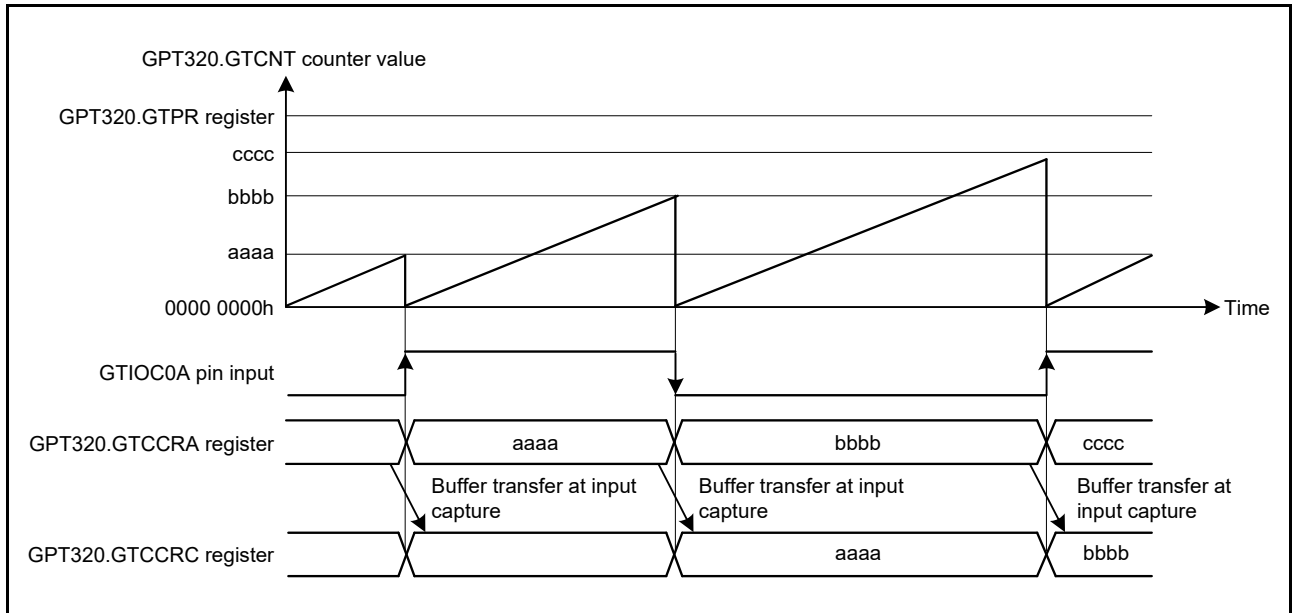 GPT320.GTCNT counter value
GPT320.GTPR register
cccc
bbbb
aaaa
0000 0000h
Time
GTIOC0A pin input
GPT320.GTCCRA register
aaaa
bbbb
cccc
Buffer transfer at input
capture
Buffer transfer at input
capture
Buffer transfer at
input capture
GPT320.GTCCRC register
aaaa
bbbb